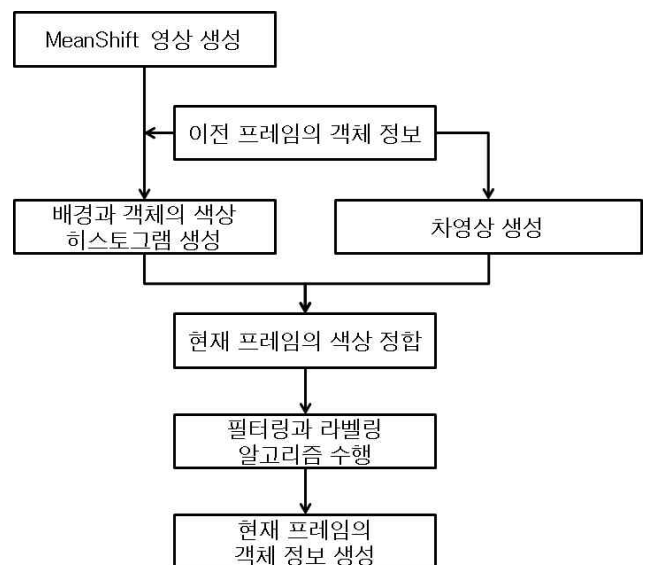 MeanShift 영상 생성
이전 프레임의 객체 정보
배경과 객체의 색상
히스토그램 생성
차영상 생성
현재 프레임의 색상 정합
필터링과 라벨링
알고리즘 수행
현재 프레임의
객체 정보 생성